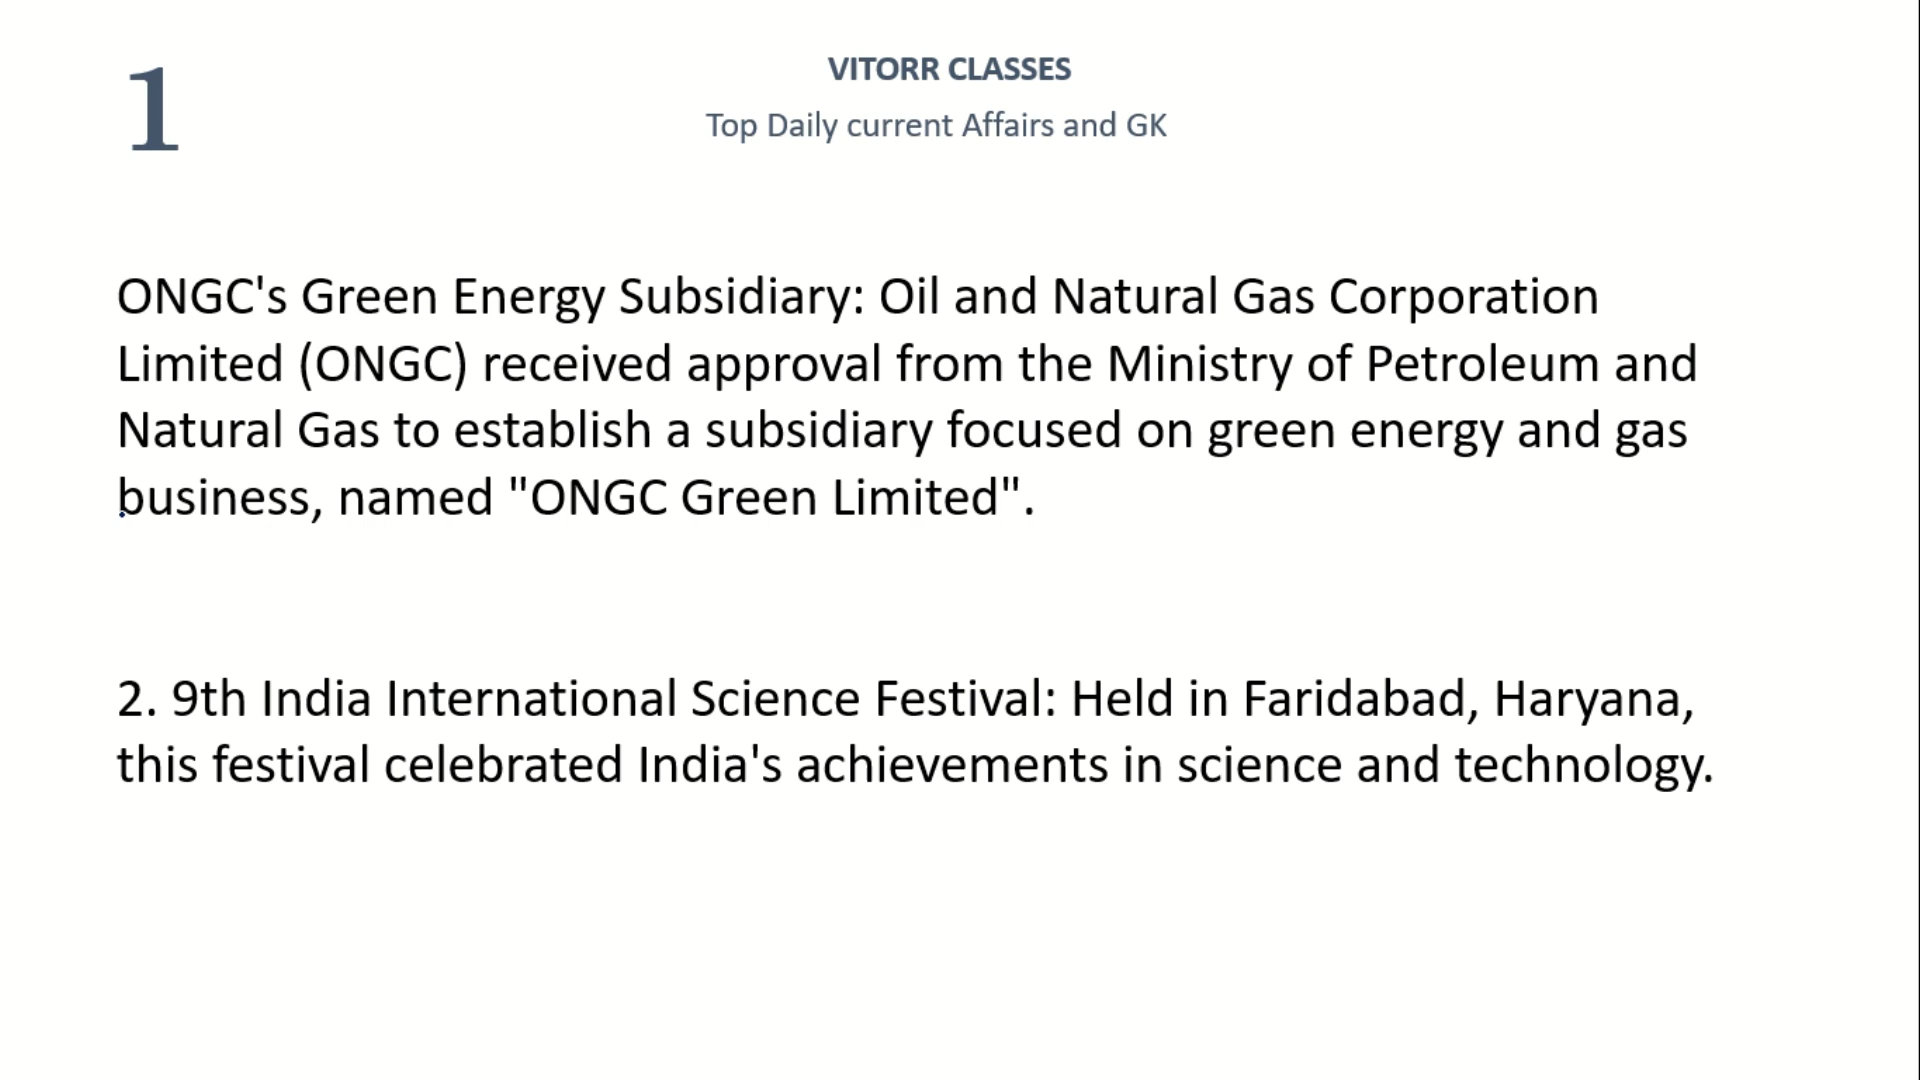 1
VITORR CLASSES
Top Daily current Affairs and GK
ONGC's Green Energy Subsidiary: Oil and Natural Gas Corporation
Limited (ONGC) received approval from the Ministry of Petroleum and
Natural Gas to establish a subsidiary focused on green energy and gas
business, named "ONGC Green Limited".
2. 9th India International Science Festival: Held in Faridabad, Haryana,
this festival celebrated India's achievements in science and technology.